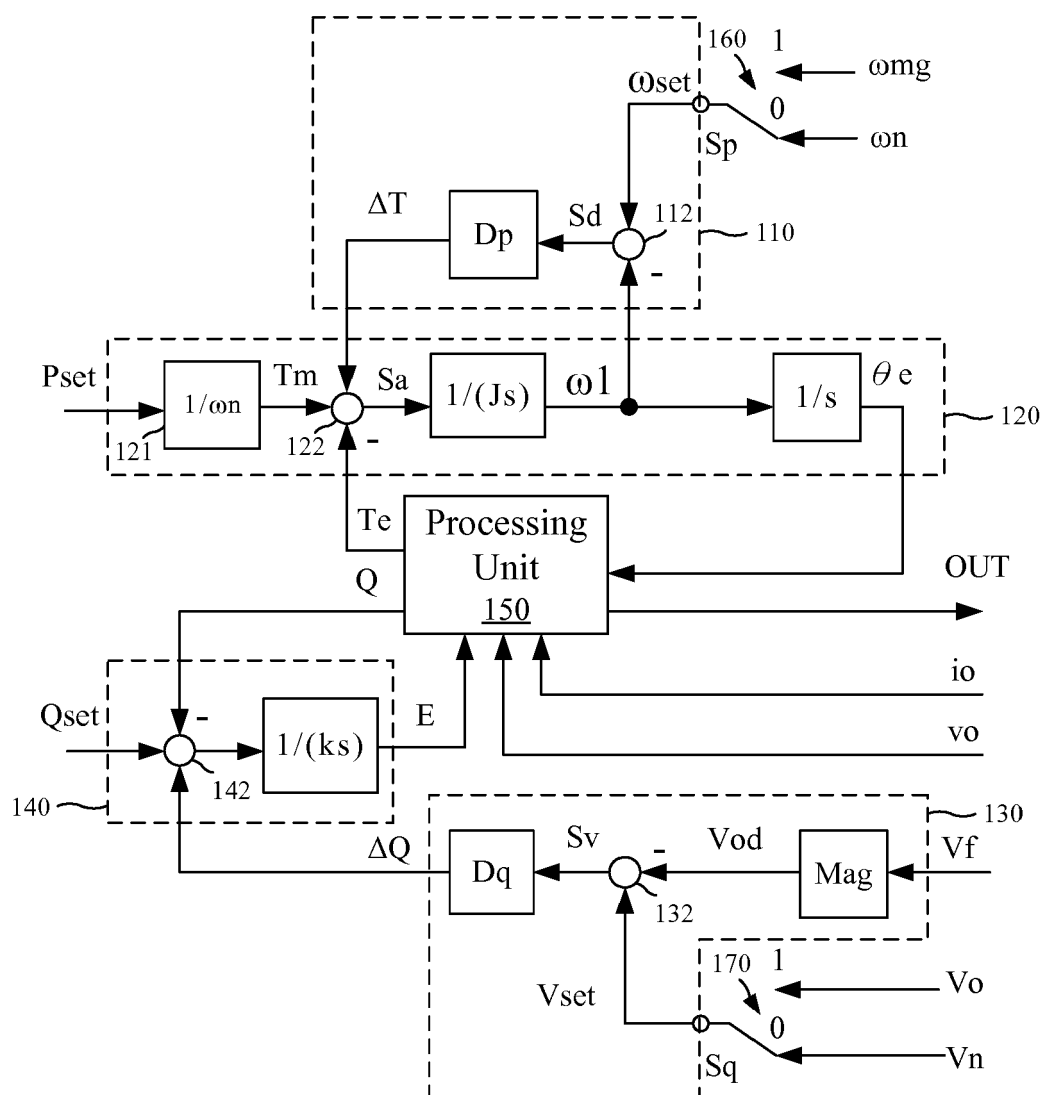 160
1
ωmg
ωset
0
Sp
ωn
ΔT
Dp
Sd
112
110
-
Pset
1/ωn
121
Tm
122
-
Sa
1/(Js)
ω1
1/s
θe
120
Te
Q
Processing
Unit
150
OUT
io
vo
Qset
-
142
1/(ks)
E
140
130
ΔQ
Dq
Sv
-
132
Vod
Mag
Vf
Vset
170
1
Vo
0
Sq
Vn